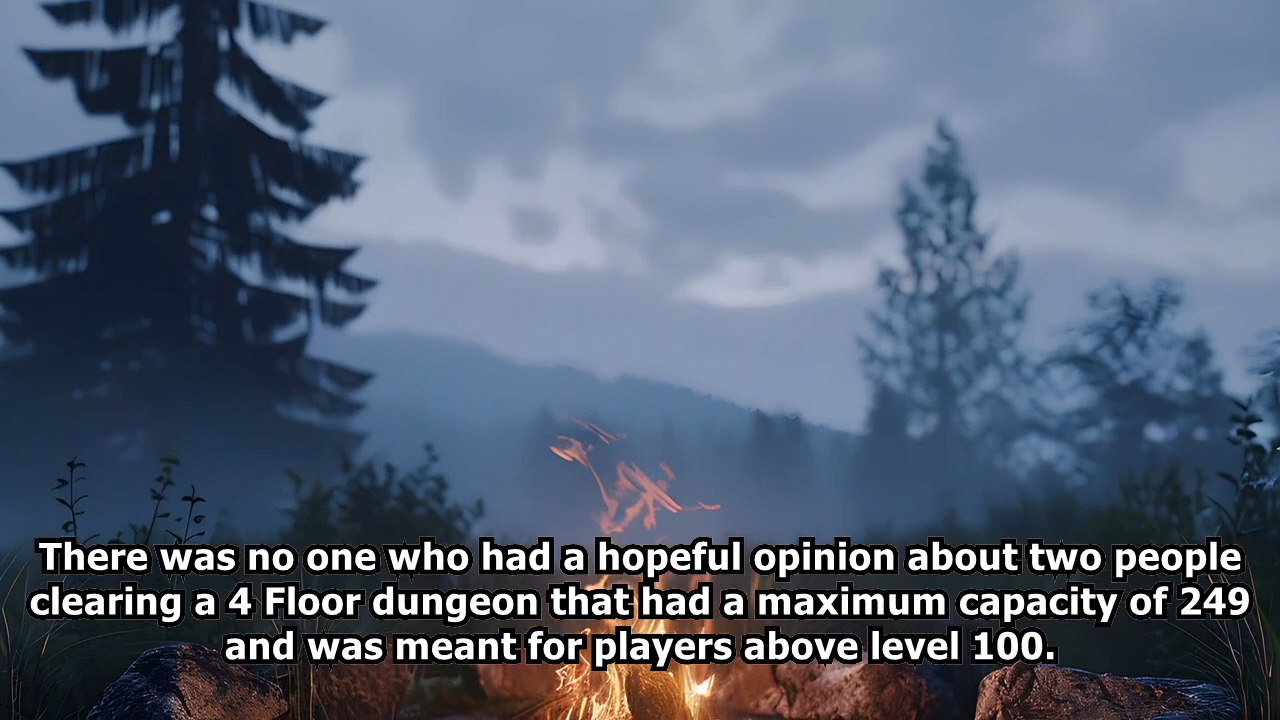 There was no one who had a hopeful opinion about two people
clearing a 4 Floor dungeon that had a maximum capacity of 249
and was meant for players above level 100.